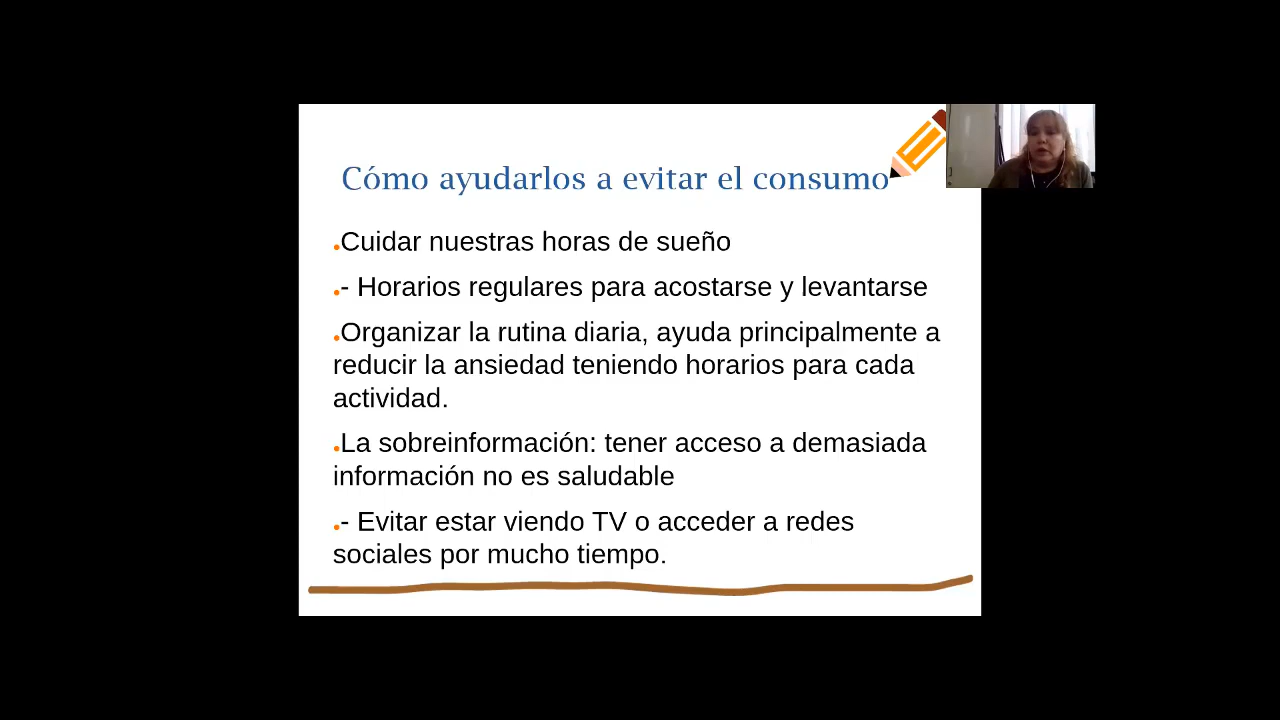 Cómo ayudarlos a evitar el consumo
•Cuidar nuestras horas de sueño
•- Horarios regulares para acostarse y levantarse
•Organizar la rutina diaria, ayuda principalmente a
reducir la ansiedad teniendo horarios para cada
actividad.
•La sobreinformación: tener acceso a demasiada
información no es saludable
•- Evitar estar viendo TV o acceder a redes
sociales por mucho tiempo.